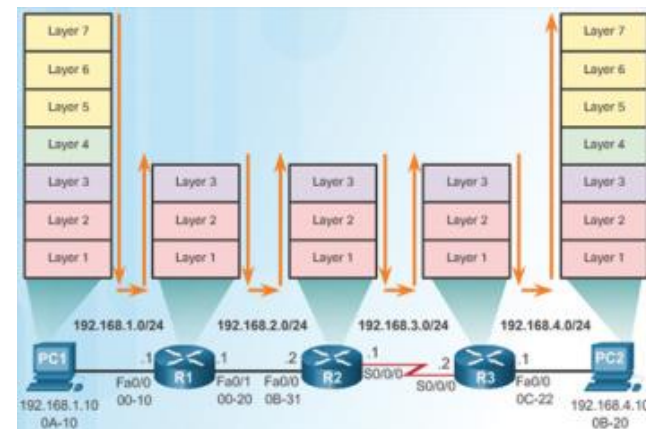 Layer 7
Layer 6
Layer 5
Layer 4
Layer 3
Layer 2
Layer 1
Layer 3
Layer 2
Layer 1
Layer 3
Layer 2
Layer 1
Layer 3
Layer 2
Layer 1
Layer 7
Layer 6
Layer 5
Layer 4
Layer 3
Layer 2
Layer 1
192.168.1.0/24
192.168.2.0/24
192.168.3.0/24
192.168.4.0/24
PC1
192.168.1.10
0A-10
.1
Fa0/0
00-10
R1
.1
Fa0/1
00-20
.2
Fa0/0
0B-31
R2
.1
S0/0/0
.2
S0/0/0
R3
.1
Fa0/0
0C-22
PC2
192.168.4.10
0B-20